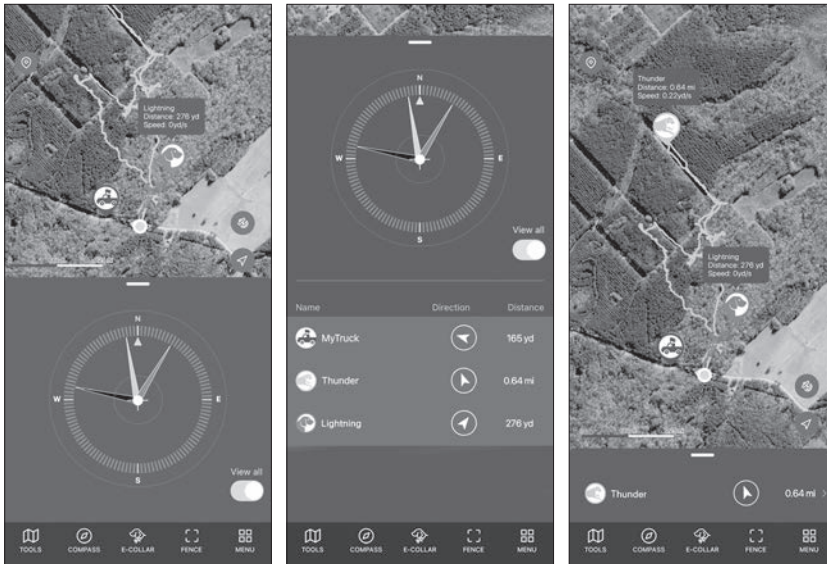 Lightning
Distance: 276 yd
Speed: 0yd/s
N
W
E
S
View all
TOOLS
COMPASS
E-COLLAR
FENCE
MENU
N
W
E
S
View all
Name
Direction
Distance
MyTruck
165 yd
Thunder
0.64 mi
Lightning
276 yd
TOOLS
COMPASS
E-COLLAR
FENCE
MENU
Thunder
Distance: 0.64 mi
Speed: 0.22yd/s
Lightning
Distance: 276 yd
Speed: 0yd/s
Thunder
0.64 mi
TOOLS
COMPASS
E-COLLAR
FENCE
MENU